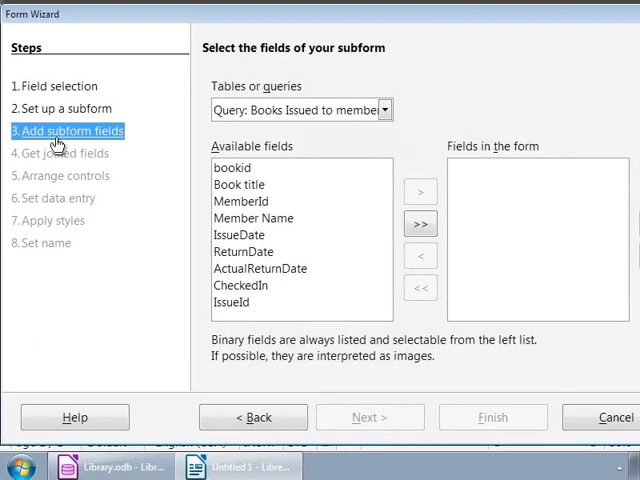 Form Wizard
Steps
1. Field selection
2. Set up a subform
3. Add subform fields
4. Get joined fields
5. Arrange controls
6. Set data entry
7. Apply styles
8. Set name
Select the fields of your subform
Tables or queries
Query: Books Issued to member
Available fields
bookid
Book title
MemberId
Member Name
IssueDate
ReturnDate
ActualReturnDate
CheckedIn
IssueId
>
>>
<
<<
Fields in the form
Binary fields are always listed and selectable from the left list.
If possible, they are interpreted as images.
Help
< Back
Next >
Finish
Cancel
Library.odb - Libr...
Untitled 1 - Libre...